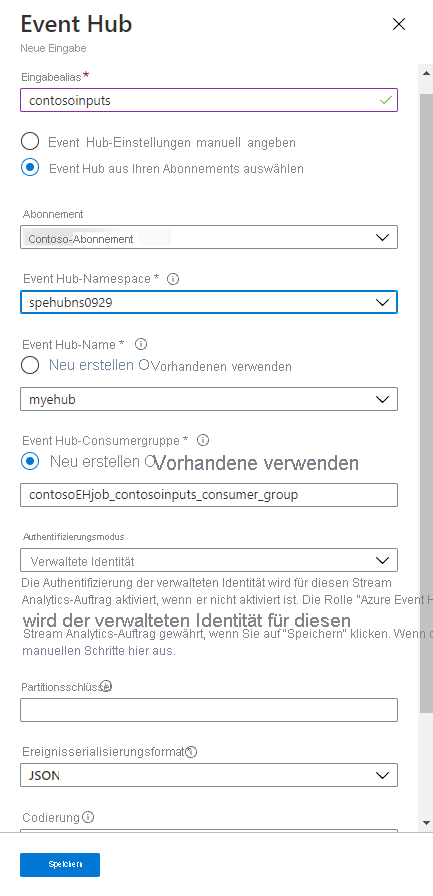 Event Hub
Neue Eingabe
Eingabealias*
contosoinputs
Event Hub-Einstellungen manuell angeben
Event Hub aus Ihren Abonnements auswählen
Abonnement
Contoso-Abonnement
Event Hub-Namespace *
spehubns0929
Event Hub-Name *
Neu erstellen O Vorhandenen verwenden
myehub
Event Hub-Consumergruppe *
Neu erstellen O Vorhandene verwenden
contosoEHjob_contosoinputs_consumer_group
Authentifizierungsmodus
Verwaltete Identität
Die Authentifizierung der verwalteten Identität wird für diesen Stream
Analytics-Auftrag aktiviert, wenn er nicht aktiviert ist. Die Rolle "Azure Event H
wird der verwalteten Identität für diesen
Stream Analytics-Auftrag gewährt, wenn Sie auf "Speichern" klicken. Wenn d
manuellen Schritte hier aus.
Partitionsschlüssel
Ereignisserialisierungsformat*
JSON
Codierung
Speichern